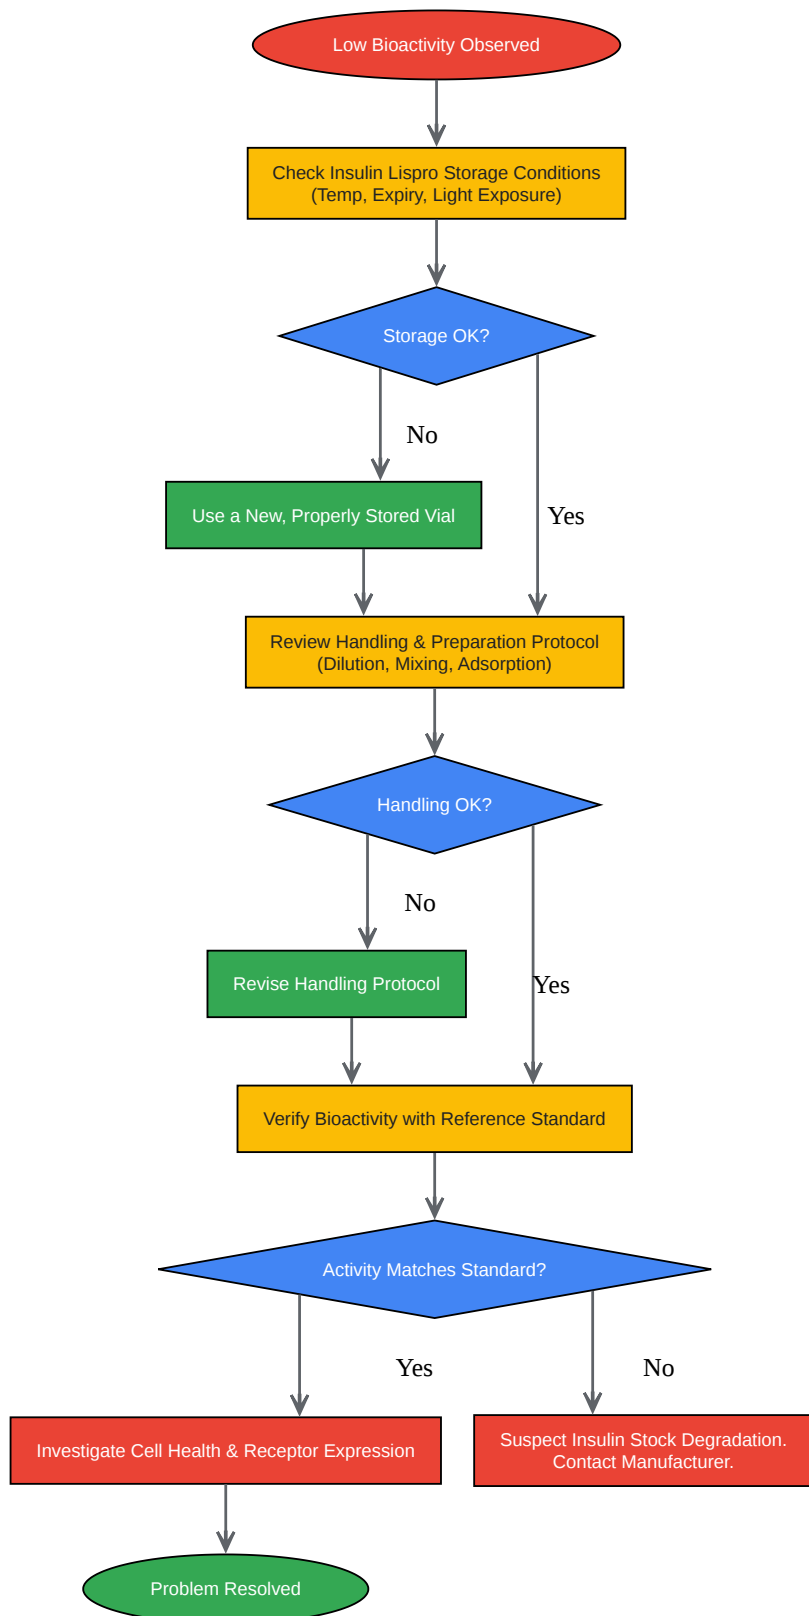 Low Bioactivity Observed
Check Insulin Lispro Storage Conditions
(Temp, Expiry, Light Exposure)
Storage OK?
No
Use a New, Properly Stored Vial
Yes
Review Handling & Preparation Protocol
(Dilution, Mixing, Adsorption)
Handling OK?
No
Revise Handling Protocol
Yes
Verify Bioactivity with Reference Standard
Activity Matches Standard?
Yes
No
Investigate Cell Health & Receptor Expression
Suspect Insulin Stock Degradation.
Contact Manufacturer.
Problem Resolved